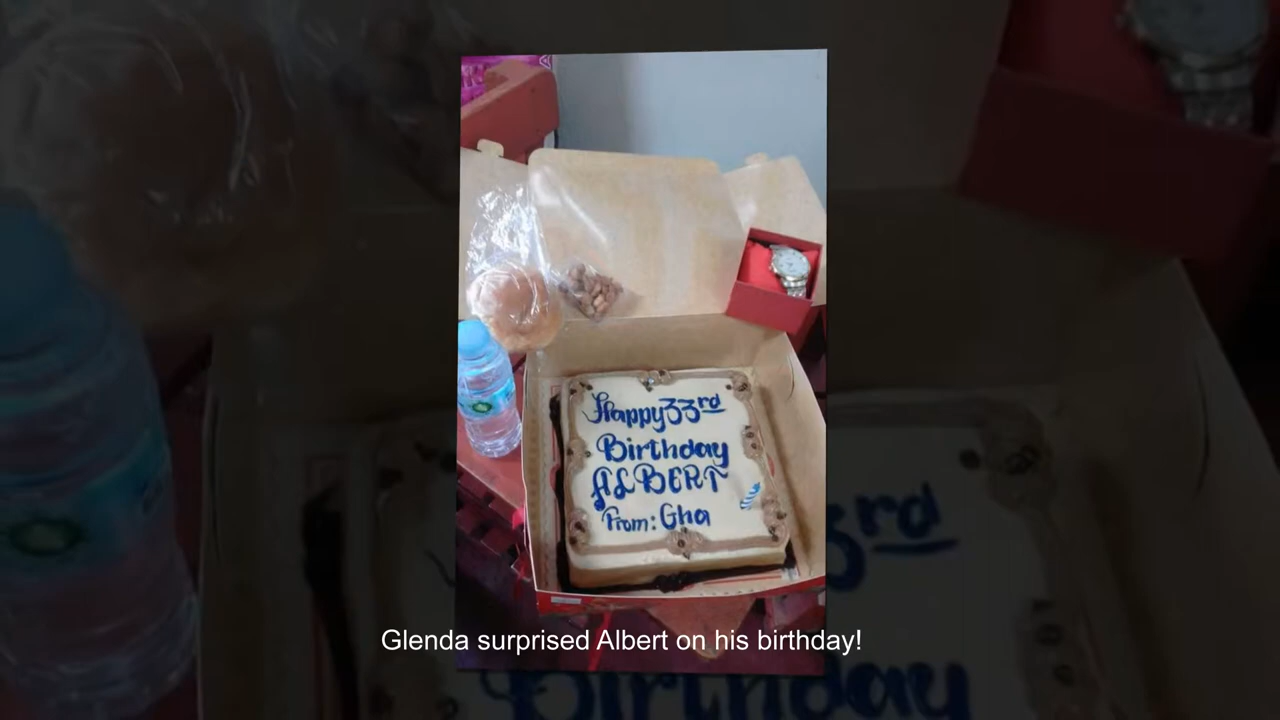 Happy 33rd
Birthday
ALBERT
From: Gha
Glenda surprised Albert on his birthday!